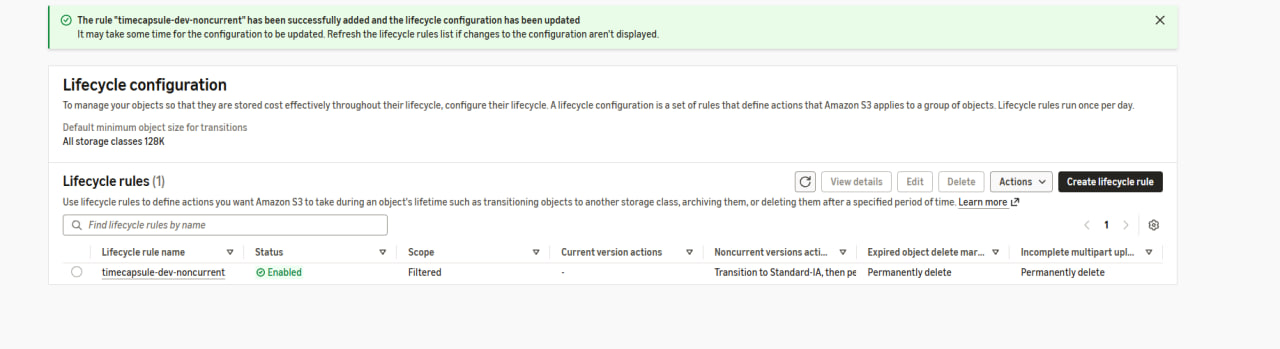 The rule "timecapsule-dev-noncurrent" has been successfully added and the lifecycle configuration has been updated
It may take some time for the configuration to be updated. Refresh the lifecycle rules list if changes to the configuration aren't displayed.
Lifecycle configuration
To manage your objects so that they are stored cost effectively throughout their lifecycle, configure their lifecycle. A lifecycle configuration is a set of rules that define actions that Amazon S3 applies to a group of objects. Lifecycle rules run once per day.
Default minimum object size for transitions
All storage classes 128K
Lifecycle rules (1)
View details
Edit
Delete
Actions
Create lifecycle rule
Use lifecycle rules to define actions you want Amazon S3 to take during an object's lifetime such as transitioning objects to another storage class, archiving them, or deleting them after a specified period of time. Learn more
Find lifecycle rules by name
1
Lifecycle rule name Status Scope Current version actions Noncurrent versions acti... Expired object delete mar... Incomplete multipart upl...
timecapsule-dev-noncurrent Enabled Filtered - Transition to Standard-IA, then pe Permanently delete Permanently delete